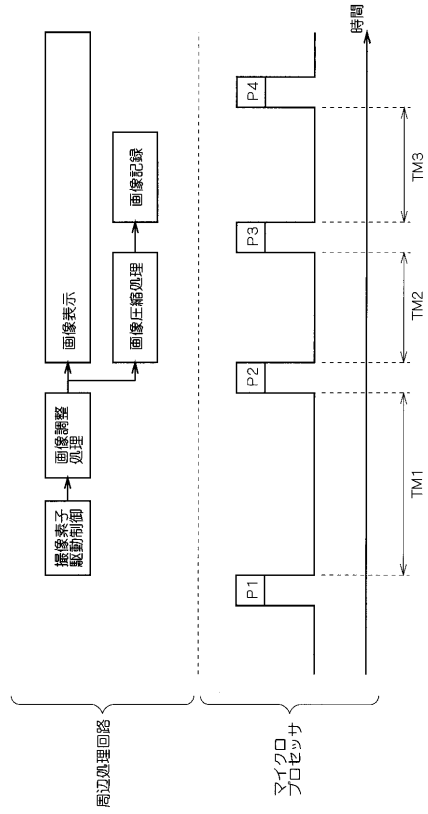 周辺処理回路
撮像素子
駆動制御
画像調整
処理
画像表示
画像圧縮処理
画像記録
マイクロ
プロセッサ
P1
P2
P3
P4
時間
TM1
TM2
TM3